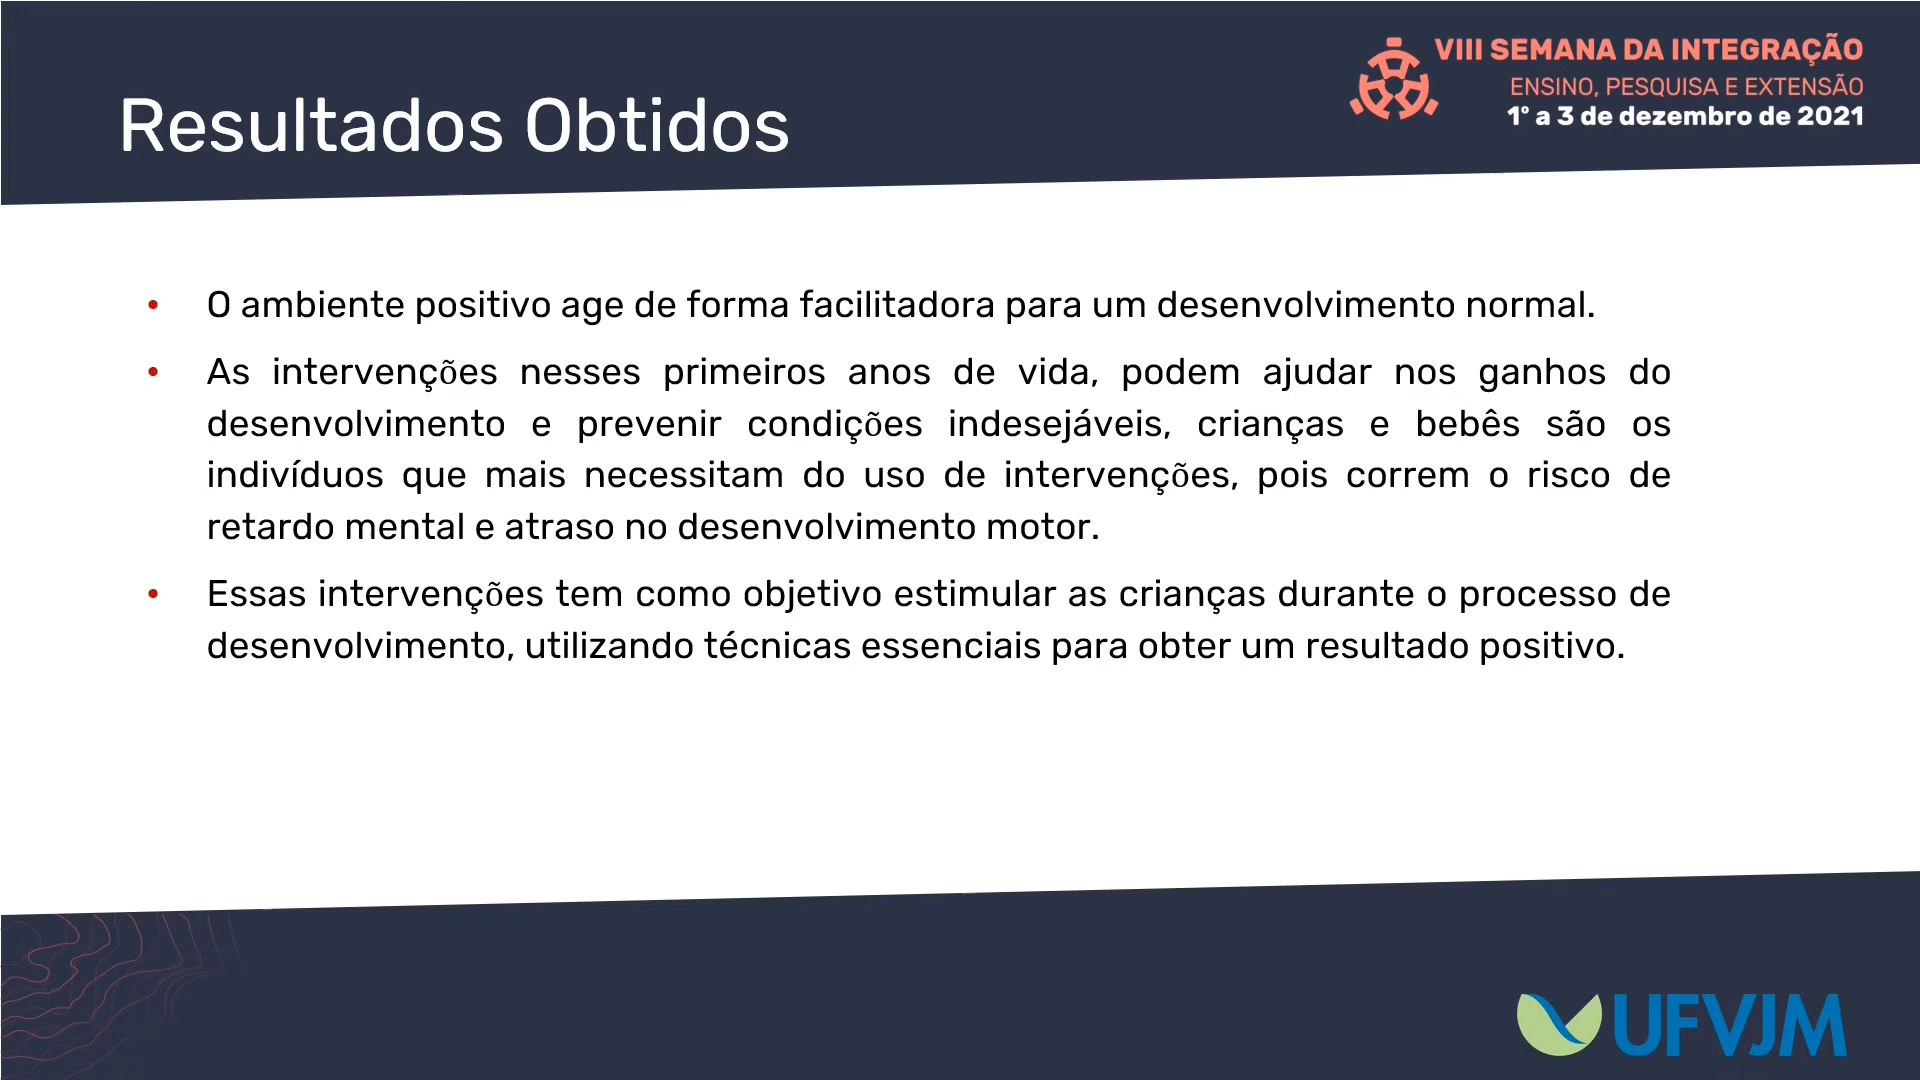 VIII SEMANA DA INTEGRAÇÃO
ENSINO, PESQUISA E EXTENSÃO
1º a 3 de dezembro de 2021
Resultados Obtidos
• O ambiente positivo age de forma facilitadora para um desenvolvimento normal.
• As intervenções nesses primeiros anos de vida, podem ajudar nos ganhos do
desenvolvimento e prevenir condições indesejáveis, crianças e bebês são os
indivíduos que mais necessitam do uso de intervenções, pois correm o risco de
retardo mental e atraso no desenvolvimento motor.
• Essas intervenções tem como objetivo estimular as crianças durante o processo de
desenvolvimento, utilizando técnicas essenciais para obter um resultado positivo.
UFVJM